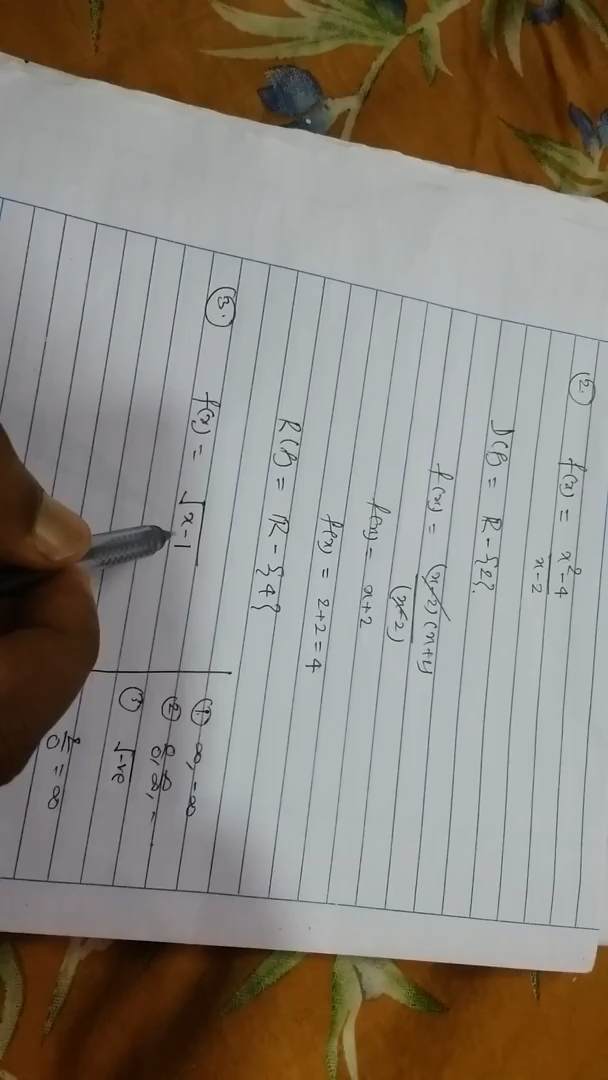 ②. f(x) = x²-4 / x-2
D(f) = R - {2}.
f(x) = (x-2)(x+y / (x-2)
f(x) = x+2
f(x) = 2+2 = 4
R(f) = R - {4}
③. f(x) = √x-1
① ∞, -∞
② 0/0, ∞/∞, -
③ √-ve
2/0 = ∞